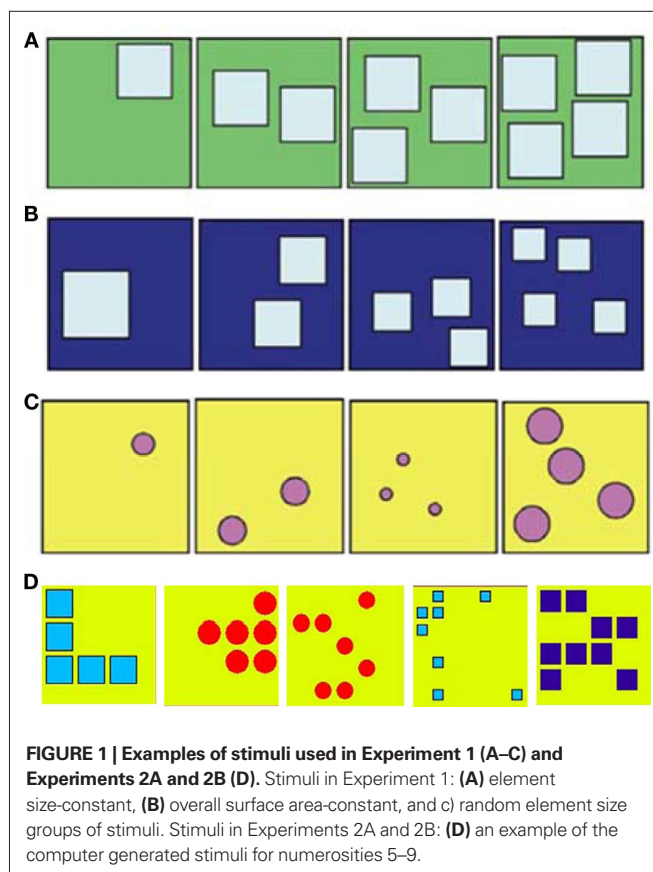 A
B
C
D
FIGURE 1 | Examples of stimuli used in Experiment 1 (A–C) and
Experiments 2A and 2B (D). Stimuli in Experiment 1: (A) element
size-constant, (B) overall surface area-constant, and c) random element size
groups of stimuli. Stimuli in Experiments 2A and 2B: (D) an example of the
computer generated stimuli for numerosities 5–9.